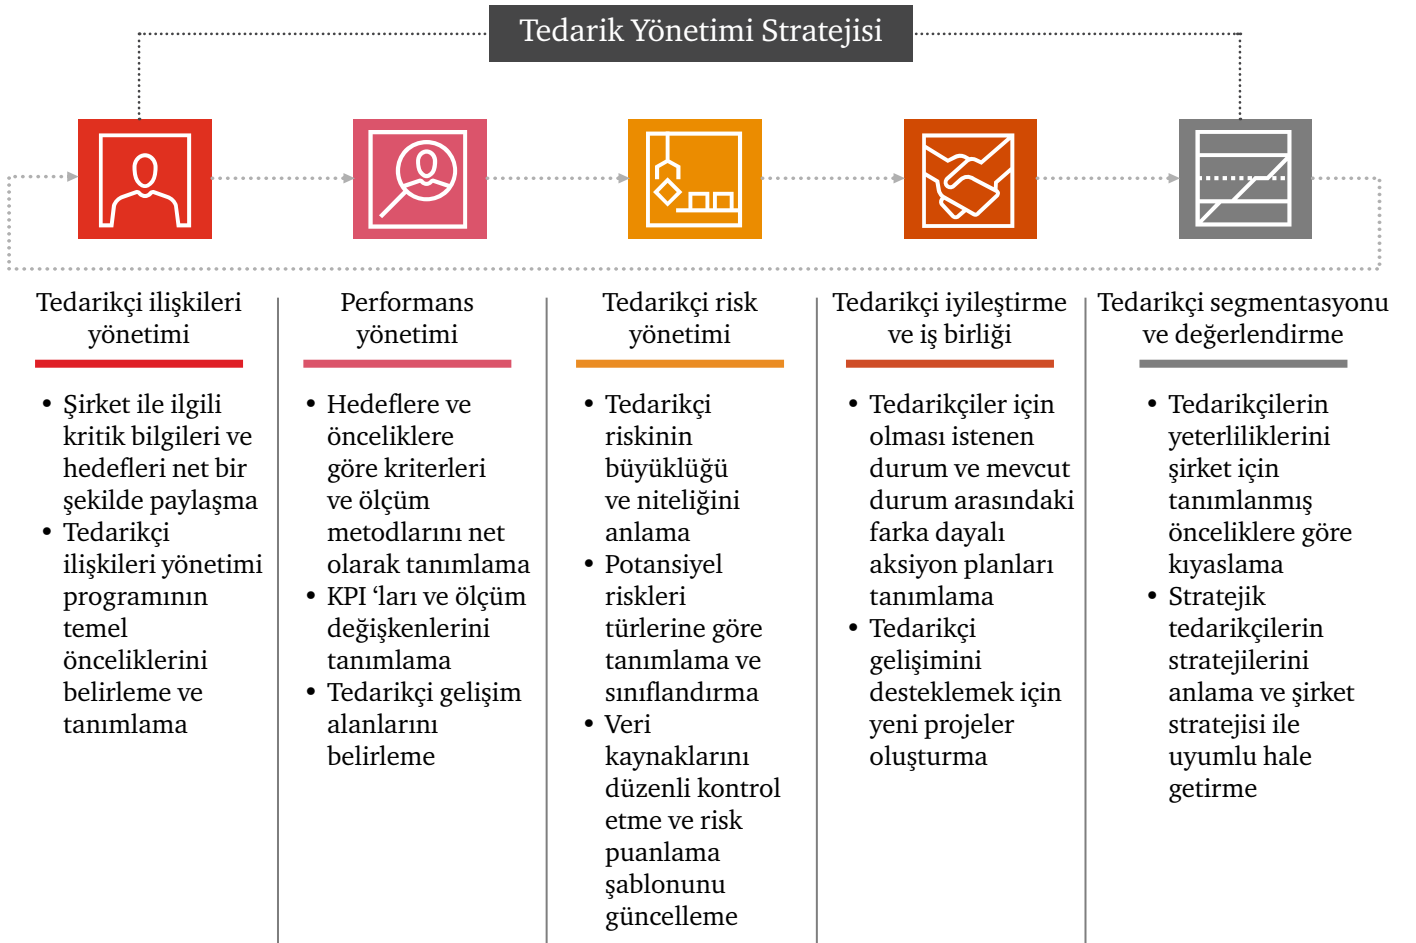 Tedarik Yönetimi Stratejisi
Tedarikçi ilişkileri
yönetimi
• Şirket ile ilgili
kritik bilgileri ve
hedefleri net bir
şekilde paylaşma
• Tedarikçi
ilişkileri yönetimi
programının
temel
önceliklerini
belirleme ve
tanımlama
Performans
yönetimi
• Hedeflere ve
önceliklere
göre kriterleri
ve ölçüm
metodlarını net
olarak tanımlama
• KPI ‘ları ve ölçüm
değişkenlerini
tanımlama
• Tedarikçi gelişim
alanlarını
belirleme
Tedarikçi risk
yönetimi
• Tedarikçi
riskinin
büyüklüğü
ve niteliğini
anlama
• Potansiyel
riskleri
türlerine göre
tanımlama ve
sınıflandırma
• Veri
kaynaklarını
düzenli kontrol
etme ve risk
puanlama
şablonunu
güncelleme
Tedarikçi iyileştirme
ve iş birliği
• Tedarikçiler için
olması istenen
durum ve mevcut
durum arasındaki
farka dayalı
aksiyon planları
tanımlama
• Tedarikçi
gelişimini
desteklemek için
yeni projeler
oluşturma
Tedarikçi segmentasyonu
ve değerlendirme
• Tedarikçilerin
yeterliliklerini
şirket için
tanımlanmış
önceliklere göre
kıyaslama
• Stratejik
tedarikçilerin
stratejilerini
anlama ve şirket
stratejisi ile
uyumlu hale
getirme